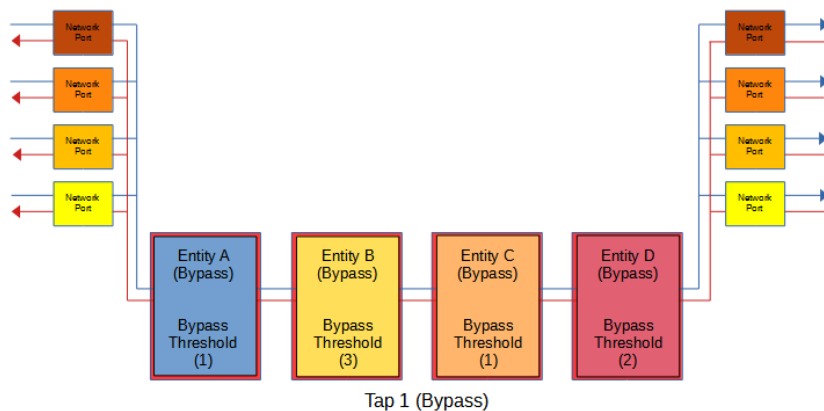 Network
Port
Network
Port
Network
Port
Network
Port
Network
Port
Network
Port
Network
Port
Network
Port
Entity A
(Bypass)
Bypass
Threshold
(1)
Entity B
(Bypass)
Bypass
Threshold
(3)
Entity C
(Bypass)
Bypass
Threshold
(1)
Entity D
(Bypass)
Bypass
Threshold
(2)
Tap 1 (Bypass)